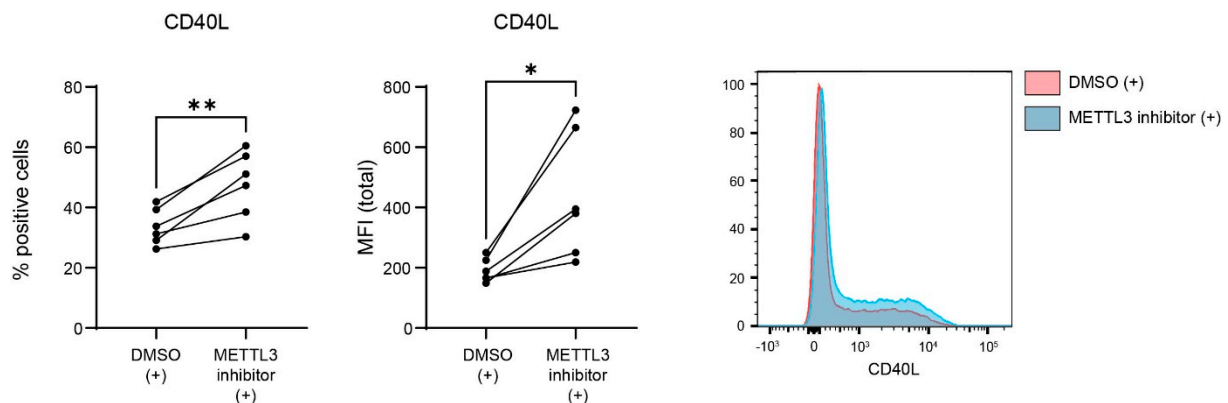 CD40L
**
% positive cells
80
60
40
20
0
DMSO
(+)
METTL3
inhibitor
(+)
CD40L
*
MFI (total)
800
600
400
200
0
DMSO
(+)
METTL3
inhibitor
(+)
100
80
60
40
20
0
-10³
0
10³
10⁴
10⁵
CD40L
DMSO (+)
METTL3 inhibitor (+)